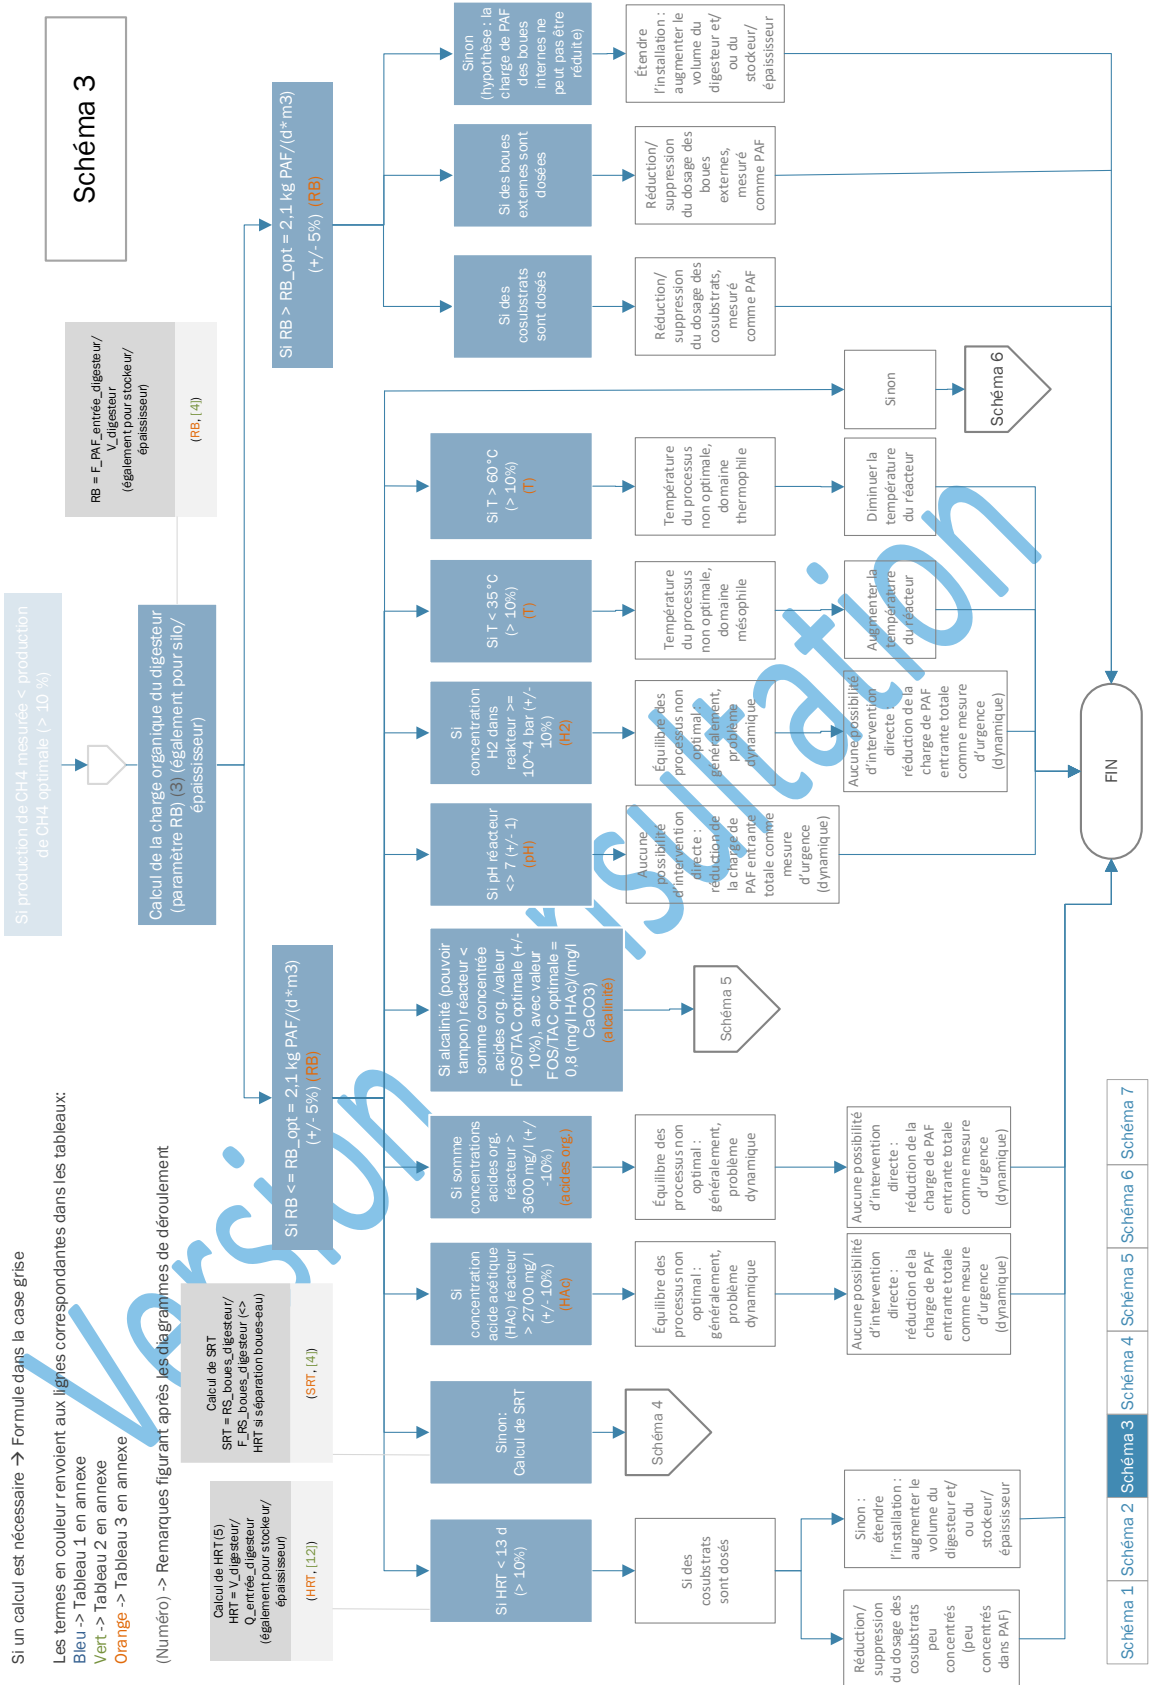 Si un calcul est nécessaire → Formule dans la case grise
Les termes en couleur renvoient aux lignes correspondantes dans les tableaux:
Bleu -> Tableau 1 en annexe
Vert -> Tableau 2 en annexe
Orange -> Tableau 3 en annexe
(Numéro) -> Remarques figurant après les diagrammes de déroulement
Si production de CH4 mesurée < production
de CH4 optimale (> 10 %)
Schéma 3
Calcul de la charge organique du digesteur
(paramètre RB) (3) (également pour silo/
épaississeur)
RB = F_PAF_entrée_digesteur/
V_digesteur
(également pour stockeur/
épaississeur)
(RB, [4])
Calcul de HRT(5)
HRT = V_digesteur/
Q_entrée_digesteur
(également pour stockeur/
épaississeur)
(HRT, [12])
Calcul de SRT
SRT = RS_boues_digesteur/
F_RS_boues_digesteur (<>
HRT si séparation boues-eau)
(SRT, [4])
Si RB <= RB_opt = 2,1 kg PAF/(d*m3)
(+/-5%) (RB)
Si RB > RB_opt = 2,1 kg PAF/(d*m3)
(+/-5%) (RB)
Si HRT < 13 d
(> 10%)
Sinon:
Calcul de SRT
Si
concentration
acide acétique
(HAc) réacteur
> 2700 mg/l
(+/-10%)
(HAc)
Si somme
concentrations
acides org.
réacteur >
3600 mg/l (+/
-10%)
(acides org.)
Si alcalinité (pouvoir
tampon) réacteur <
somme concentrée
acides org./valeur
FOS/TAC optimale (+/-
10%), avec valeur
FOS/TAC optimale =
0,8 (mg/l HAc)/(mg/l
CaCO3)
(alcalinité)
Si pH réacteur
<> 7 (+/-1)
(pH)
Si
concentration
H2 dans
reakteur >=
10^-4 bar (+/-
10%)
(H2)
Si T < 35°C
(> 10%)
(T)
Si T > 60°C
(> 10%)
(T)
Si des
cosubstrats
sont dosés
Si des boues
externes sont
dosées
Sinon
(hypothèse : la
charge de PAF
des boues
internes ne
peut pas être
réduite)
Si des
cosubstrats
sont dosés
Schéma 4
Équilibre des
processus non
optimal :
généralement,
problème
dynamique
Équilibre des
processus non
optimal :
généralement,
problème
dynamique
Schéma 5
Aucune
possibilité
d'intervention
directe :
réduction de
la charge de
PAF entrante
totale comme
mesure
d'urgence
(dynamique)
Équilibre des
processus non
optimal :
généralement,
problème
dynamique
Température
du processus
non optimale,
domaine
mésophile
Température
du processus
non optimale,
domaine
thermophile
Réduction/
suppression
du dosage des
cosubstrats,
mesuré
comme PAF
Réduction/
suppression
du dosage des
boues
externes,
mesuré
comme PAF
Étendre
l'installation :
augmenter le
volume du
digesteur et/
ou du
stockeur/
épaississeur
Réduction/
suppression
du dosage des
cosubstrats
peu
concentrés
(peu
concentrés
dans PAF)
Sinon :
étendre
l'installation :
augmenter le
volume du
digesteur et/
ou du
stockeur/
épaississeur
Aucune possibilité
d'intervention
directe :
réduction de la
charge de PAF
entrante totale
comme mesure
d'urgence
(dynamique)
Aucune possibilité
d'intervention
directe :
réduction de la
charge de PAF
entrante totale
comme mesure
d'urgence
(dynamique)
Aucune possibilité
d'intervention
directe :
réduction de la
charge de PAF
entrante totale
comme mesure
d'urgence
(dynamique)
Augmenter la
température
du réacteur
Diminuer la
température
du réacteur
Sinon
Schéma 6
FIN
Schéma 1
Schéma 2
Schéma 3
Schéma 4
Schéma 5
Schéma 6
Schéma 7
Version consultation